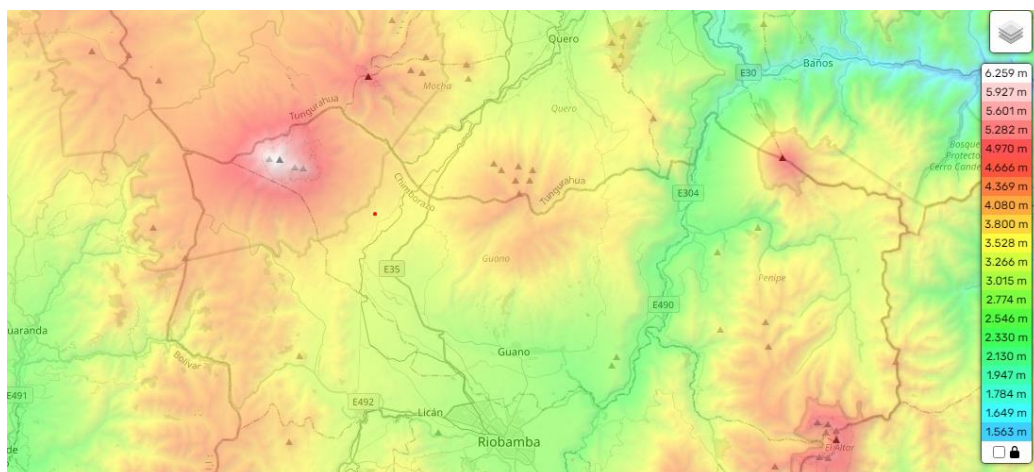 Quero
Baños
E30
Mocha
Quero
Tungurahua
Bosque
Protecto
Cerro Cande
Tungurahua
Chimborazo
E304
Guano
E35
Penipe
E490
uaranda
Guano
Bolívar
E491
E492
Licán
Riobamba
El Altar
de
6.259 m
5.927 m
5.601 m
5.282 m
4.970 m
4.666 m
4.369 m
4.080 m
3.800 m
3.528 m
3.266 m
3.015 m
2.774 m
2.546 m
2.330 m
2.130 m
1.947 m
1.784 m
1.649 m
1.563 m